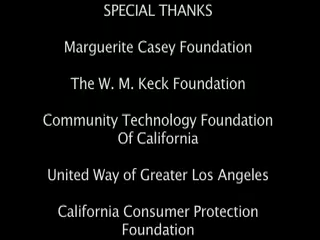 SPECIAL THANKS
Marguerite Casey Foundation
The W. M. Keck Foundation
Community Technology Foundation
Of California
United Way of Greater Los Angeles
California Consumer Protection
Foundation